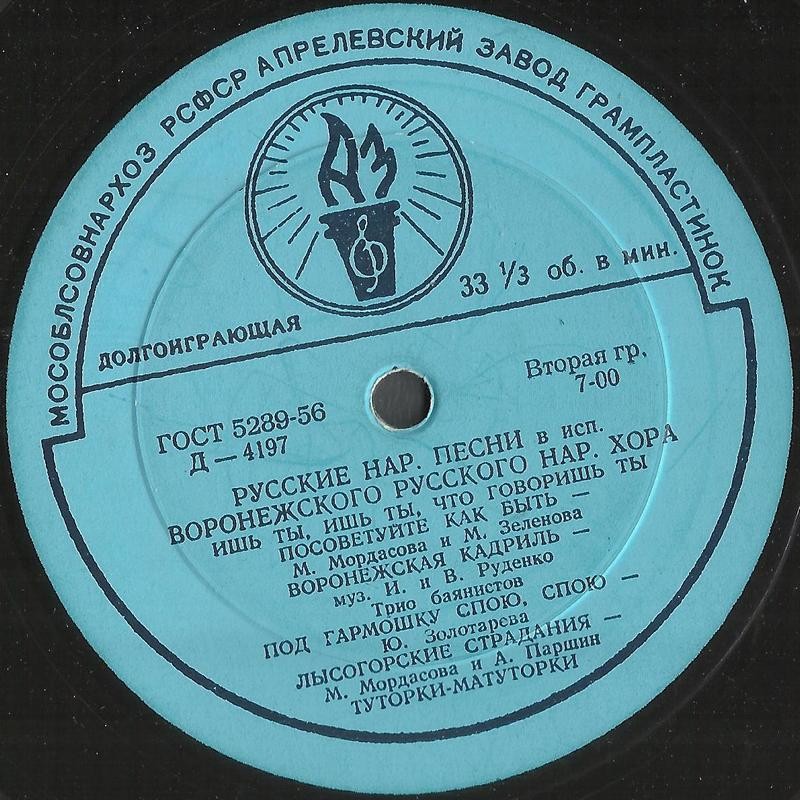 МОСОБЛСОВНАРХОЗ РСФСР АПРЕЛЕВСКИЙ ЗАВОД ГРАМПЛАСТИНОК
АЗ
33 1/3 об. в мин.
ДОЛГОИГРАЮЩАЯ
Вторая гр.
7-00
ГОСТ 5289-56
Д — 4197
РУССКИЕ НАР. ПЕСНИ в исп.
ВОРОНЕЖСКОГО РУССКОГО НАР. ХОРА
ИШЬ ТЫ, ИШЬ ТЫ, ЧТО ГОВОРИШЬ ТЫ
ПОСОВЕТУЙТЕ КАК БЫТЬ —
М. Мордасова и М. Зеленова
ВОРОНЕЖСКАЯ КАДРИЛЬ —
муз. И. и В. Руденко
Трио баянистов
ПОД ГАРМОШКУ СПОЮ, СПОЮ —
Ю. Золотарева
ЛЫСОГОРСКИЕ СТРАДАНИЯ —
М. Мордасова и А. Паршин
ТУТОРКИ-МАТУТОРКИ